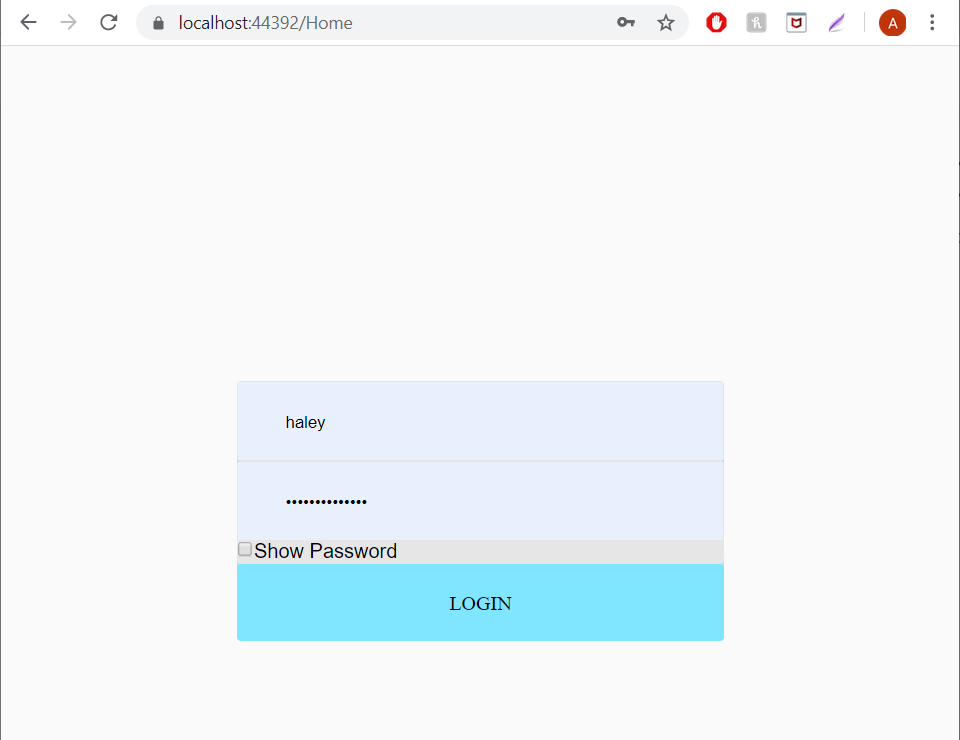 localhost:44392/Home
A
haley
••••••••••••••
Show Password
LOGIN